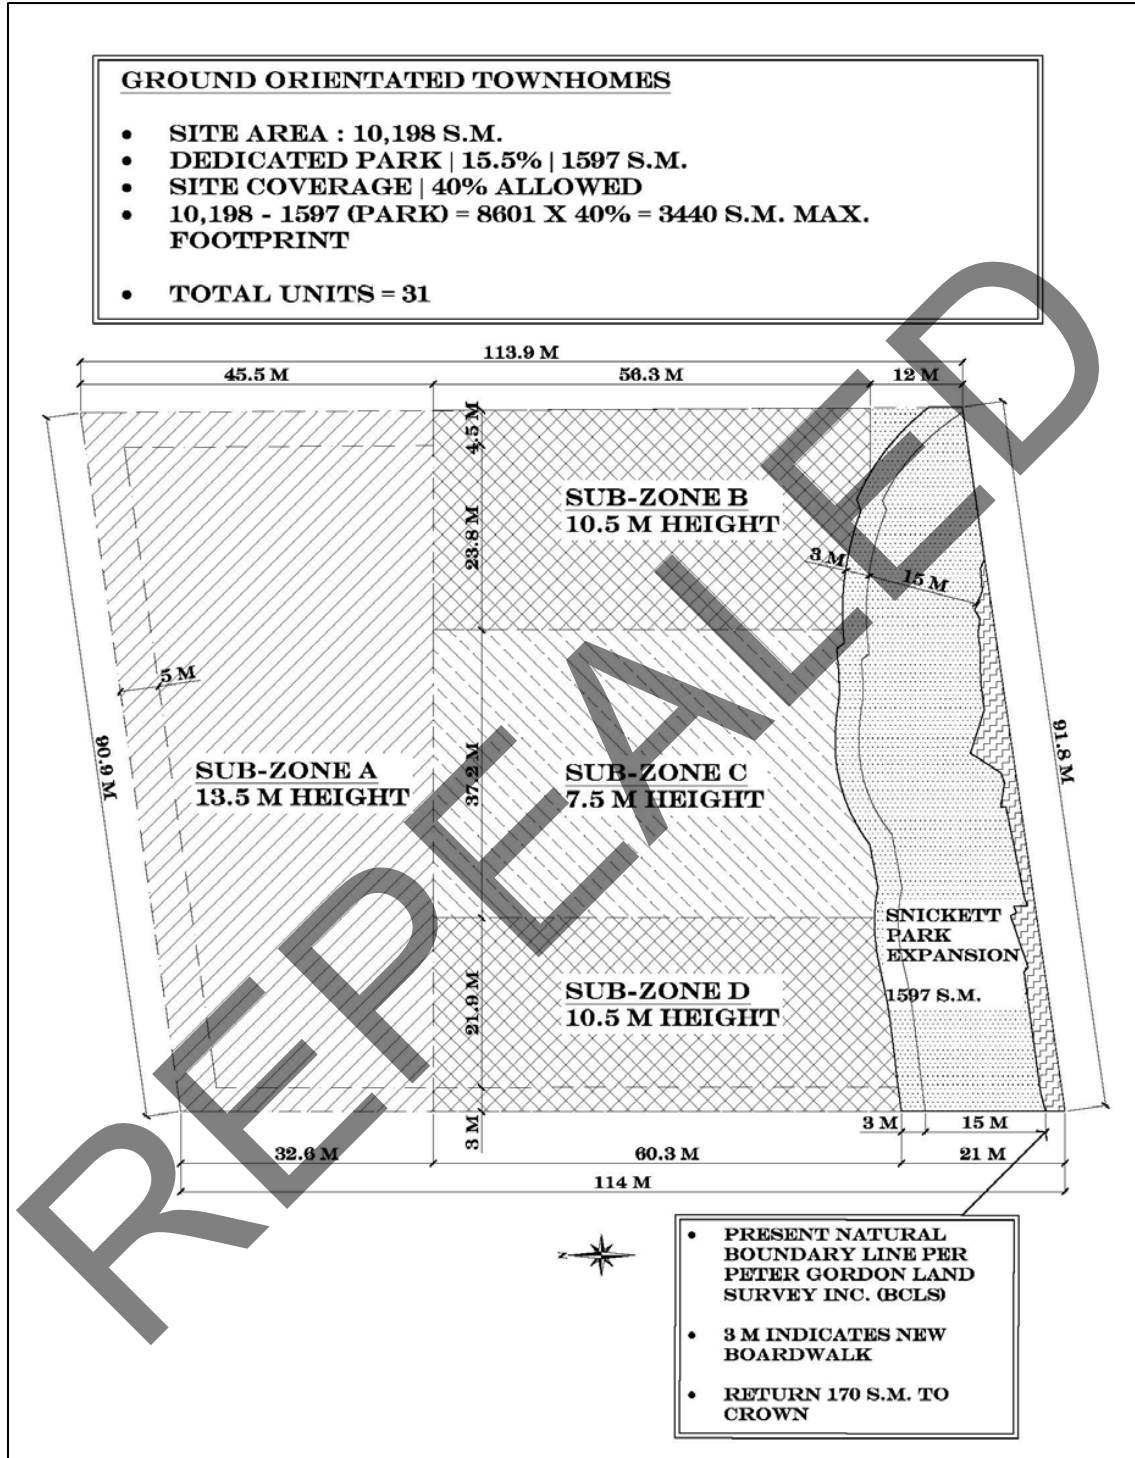 GROUND ORIENTATED TOWNHOMES
• SITE AREA : 10,198 S.M.
• DEDICATED PARK | 15.5% | 1597 S.M.
• SITE COVERAGE | 40% ALLOWED
• 10,198 - 1597 (PARK) = 8601 X 40% = 3440 S.M. MAX.
FOOTPRINT
• TOTAL UNITS = 31
113.9 M
45.5 M
56.3 M
12 M
4.5 M
SUB-ZONE B
10.5 M HEIGHT
23.8 M
3 M
15 M
5 M
90.9 M
SUB-ZONE A
13.5 M HEIGHT
37.2 M
SUB-ZONE C
7.5 M HEIGHT
91.8 M
SNICKETT
PARK
EXPANSION
1597 S.M.
21.9 M
SUB-ZONE D
10.5 M HEIGHT
3 M
3 M
15 M
32.6 M
60.3 M
21 M
114 M
N
• PRESENT NATURAL
BOUNDARY LINE PER
PETER GORDON LAND
SURVEY INC. (BCLS)
• 3 M INDICATES NEW
BOARDWALK
• RETURN 170 S.M. TO
CROWN
REPEALED